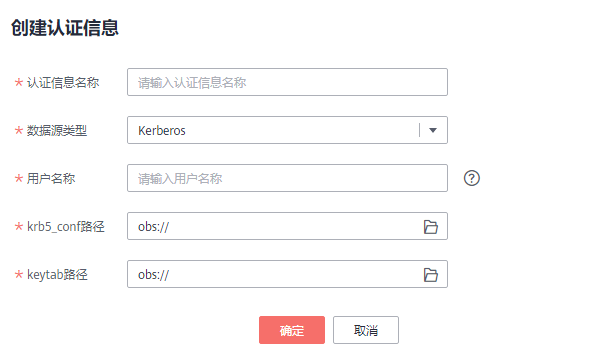 创建认证信息
* 认证信息名称 请输入认证信息名称
* 数据源类型 Kerberos
* 用户名称 请输入用户名称 ?
* krb5_conf路径 obs://
* keytab路径 obs://
确定 取消